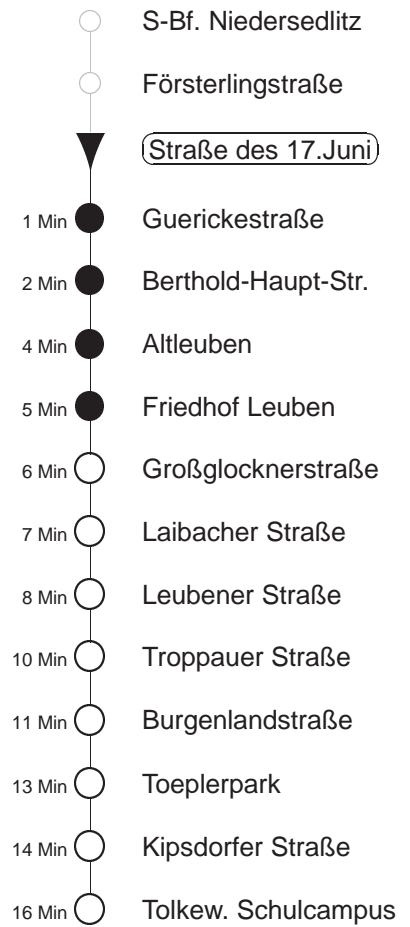 S-Bf. Niedersedlitz
Försterlingstraße
Straße des 17.Juni
1 Min Guerickestraße
2 Min Berthold-Haupt-Str.
4 Min Altleuben
5 Min Friedhof Leuben
6 Min Großglocknerstraße
7 Min Laibacher Straße
8 Min Leubener Straße
10 Min Troppauer Straße
11 Min Burgenlandstraße
13 Min Toeplerpark
14 Min Kipsdorfer Straße
16 Min Tolkew. Schulcampus